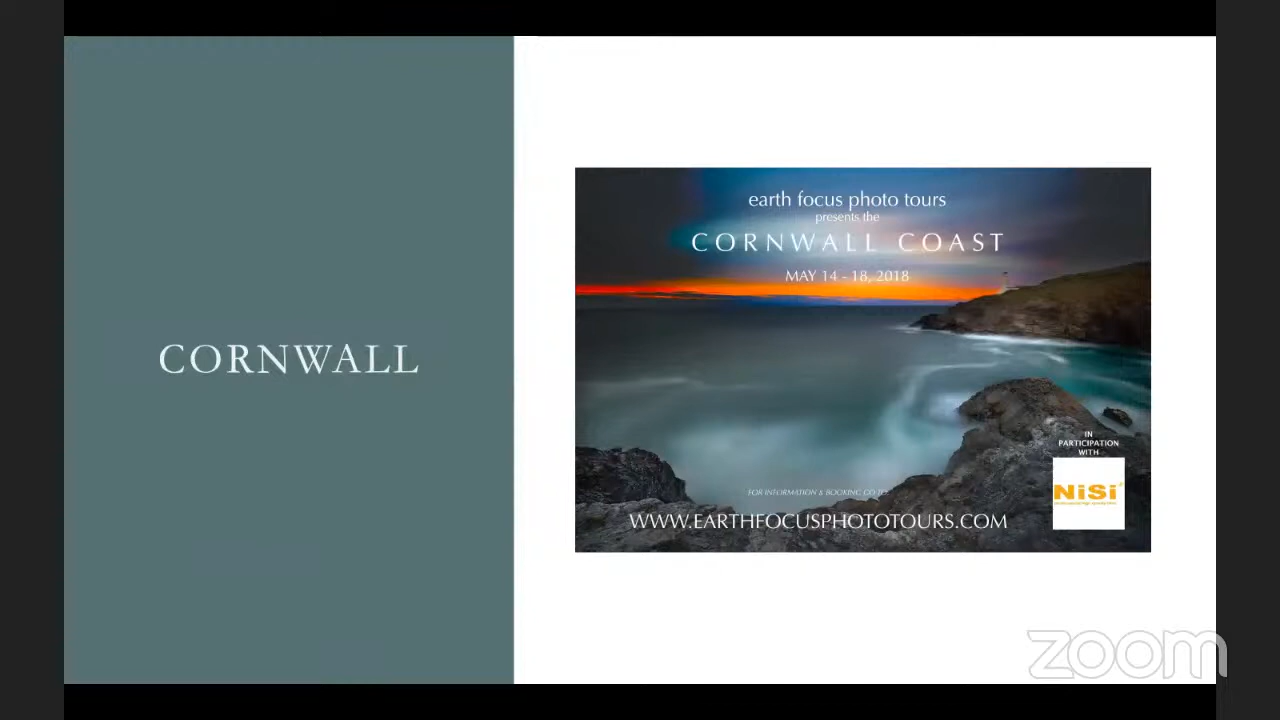 CORNWALL
earth focus photo tours
presents the
CORNWALL COAST
MAY 14 - 18, 2018
IN
PARTICIPATION
WITH
NiSi
FOR INFORMATION & BOOKING GO TO
WWW.EARTHFOCUSPHOTOTOURS.COM
zoom